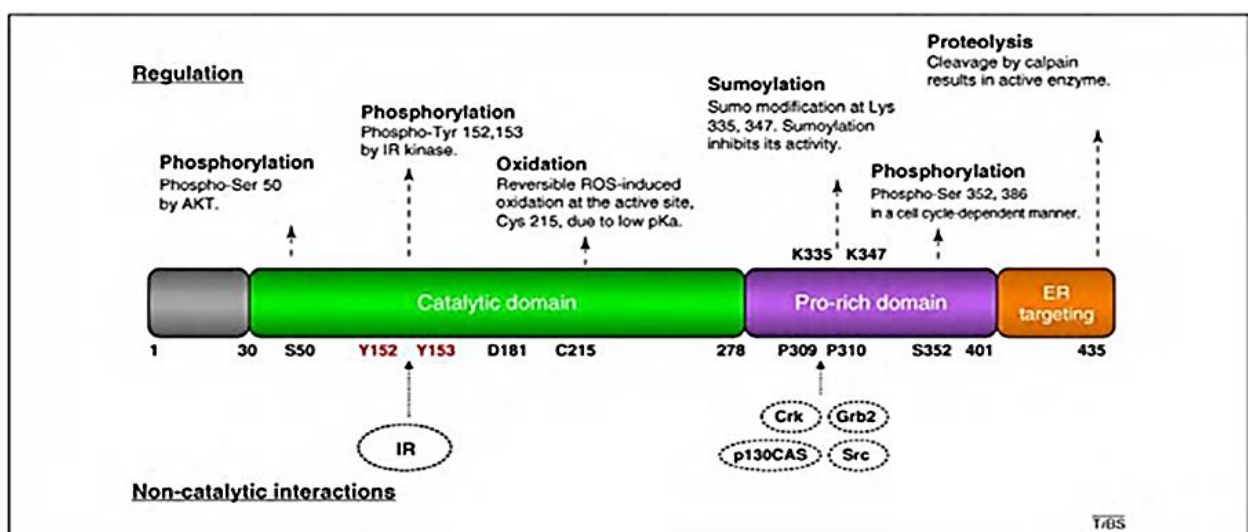 Regulation
Proteolysis
Cleavage by calpain
results in active enzyme.
Sumoylation
Sumo modification at Lys
335, 347. Sumoylation
inhibits its activity.
Phosphorylation
Phospho-Tyr 152,153
by IR kinase.
Phosphorylation
Phospho-Ser 50
by AKT.
Oxidation
Reversible ROS-induced
oxidation at the active site,
Cys 215, due to low pKa.
Phosphorylation
Phospho-Ser 352, 386
in a cell cycle-dependent manner.
K335 K347
Catalytic domain
Pro-rich domain
ER
targeting
1 30 S50 Y152 Y153 D181 C215 278 P309 P310 S352 401 435
IR
Crk Grb2
p130CAS Src
Non-catalytic interactions
TiBS